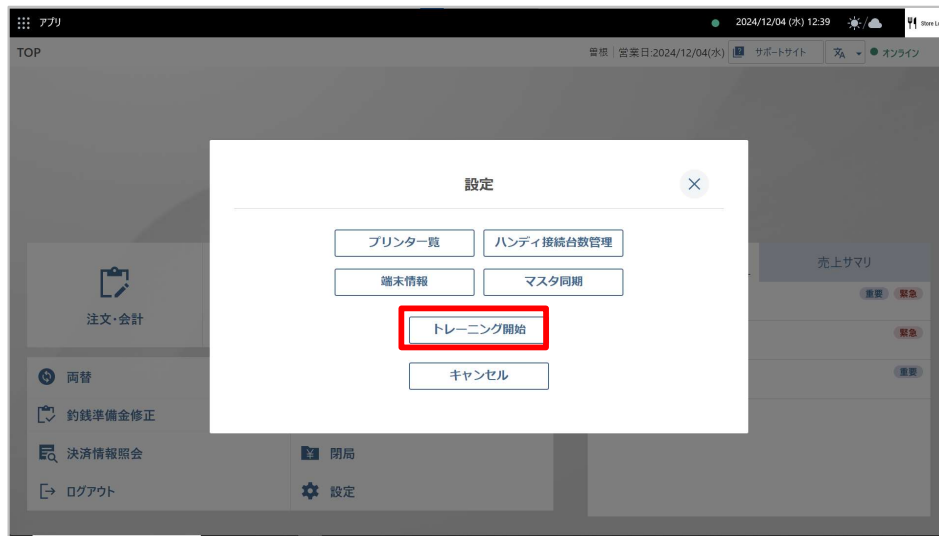 アプリ
2024/12/04 (水) 12:39
Store L
TOP
曽根 営業日:2024/12/04(水)
サポートサイト
オンライン
設定
プリンター覧
ハンディ接続台数管理
端末情報
マスタ同期
トレーニング開始
キャンセル
注文・会計
売上サマリ
重要 緊急
緊急
重要
両替
釣銭準備金修正
決済情報照会
閉局
ログアウト
設定